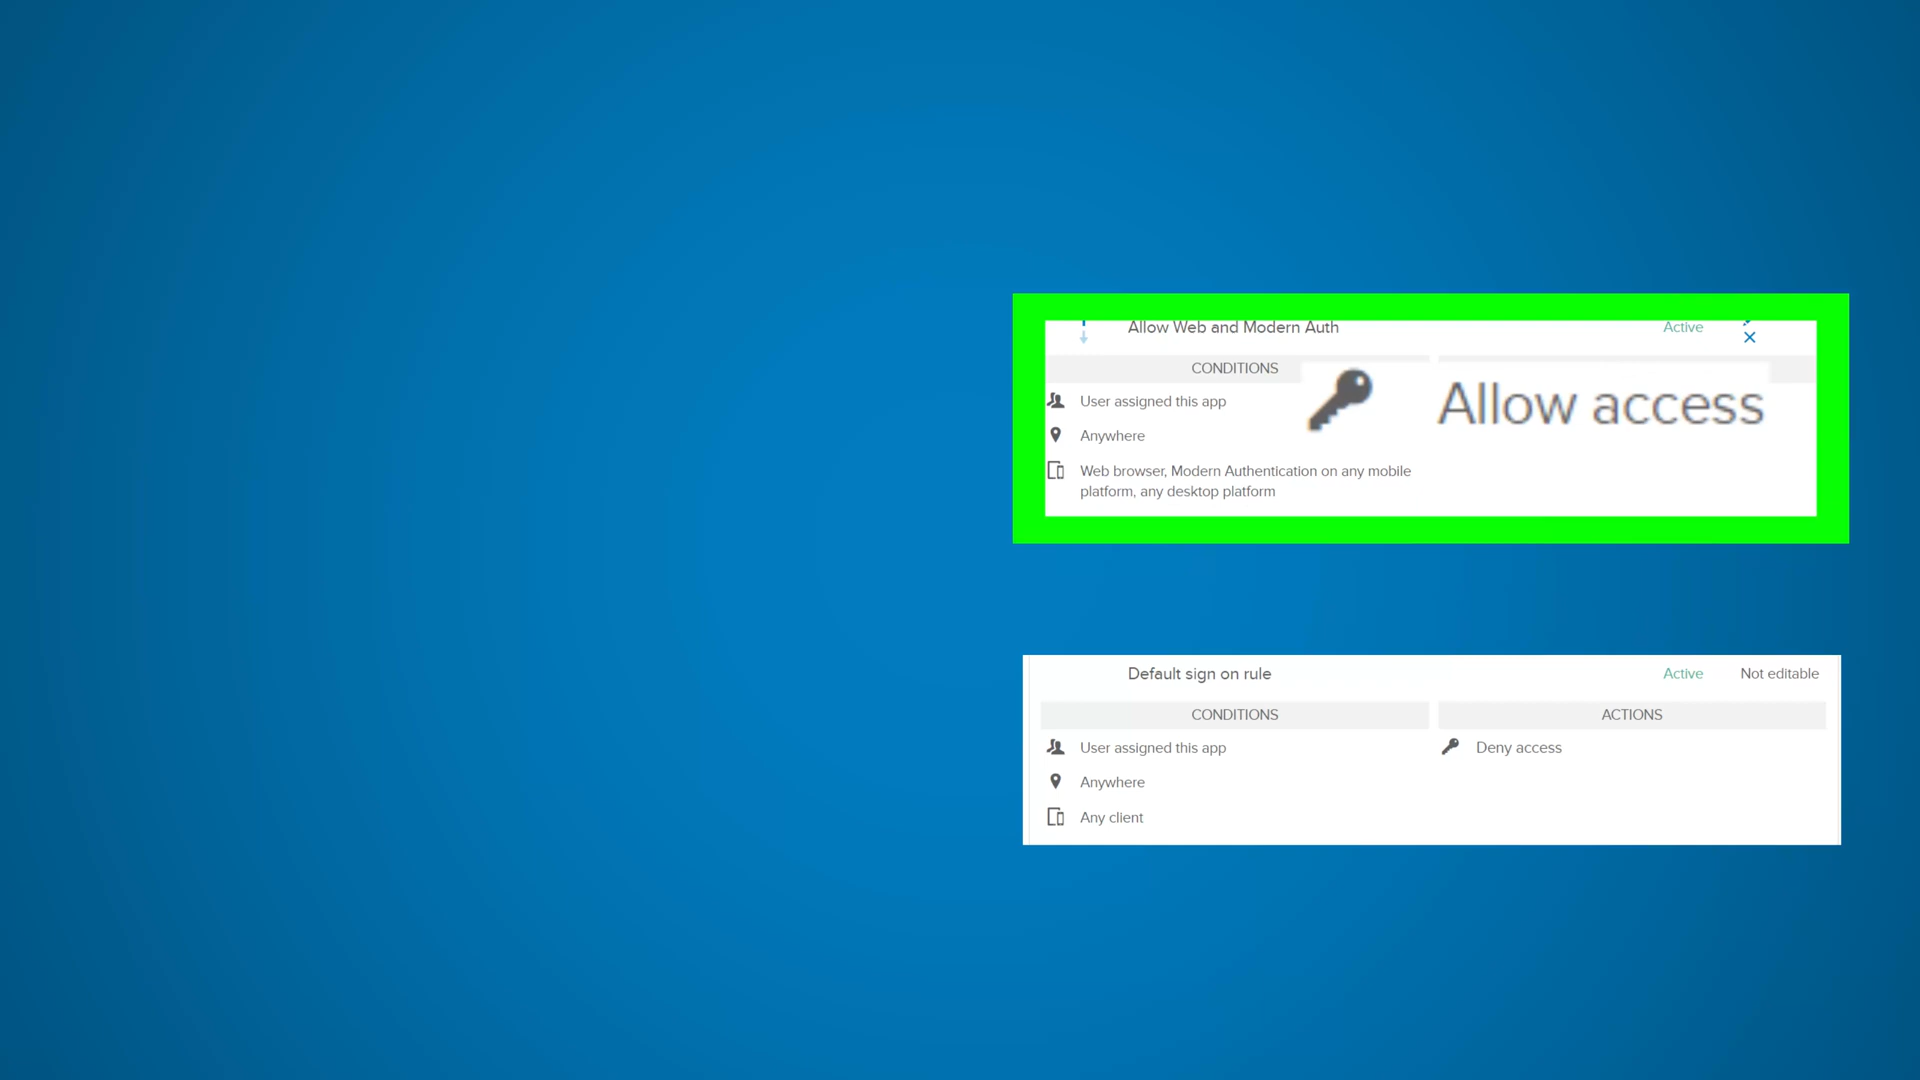 Allow Web and Modern Auth Active
CONDITIONS
User assigned this app
Allow access
Anywhere
Web browser, Modern Authentication on any mobile
platform, any desktop platform
Default sign on rule Active Not editable
CONDITIONS ACTIONS
User assigned this app Deny access
Anywhere
Any client